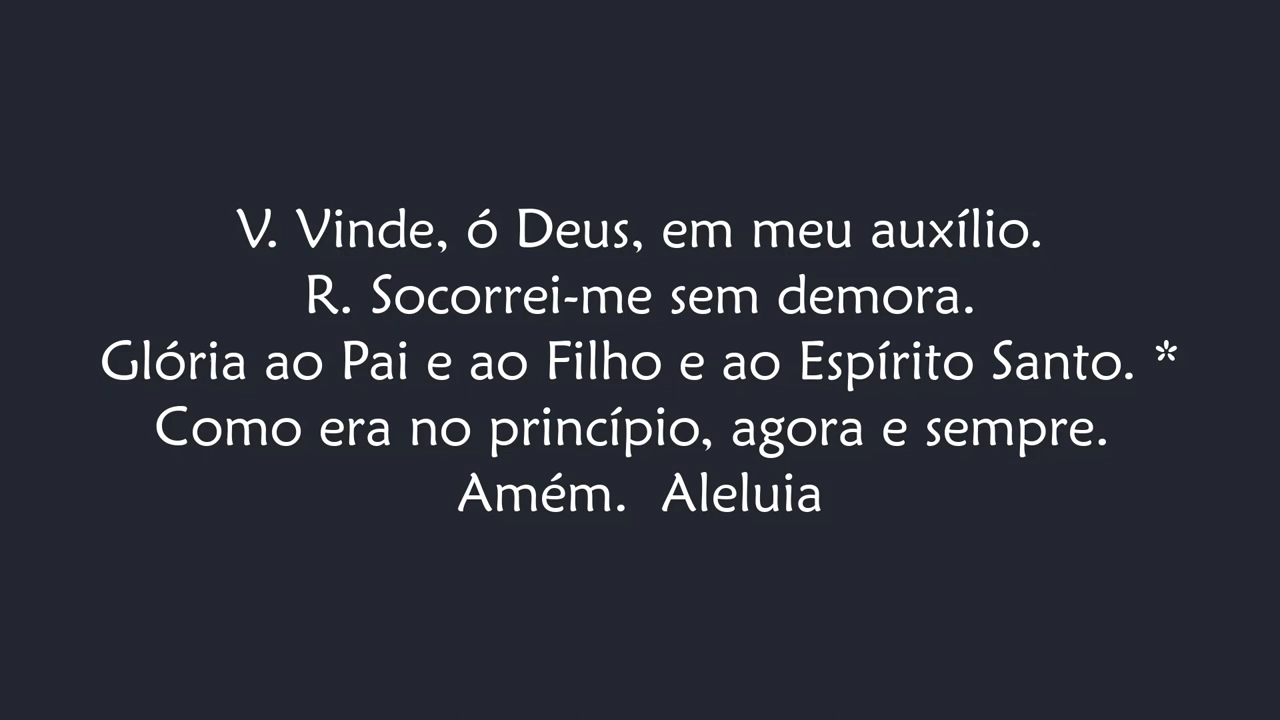 V. Vinde, ó Deus, em meu auxílio.
R. Socorrei-me sem demora.
Glória ao Pai e ao Filho e ao Espírito Santo. *
Como era no princípio, agora e sempre.
Amém.  Aleluia